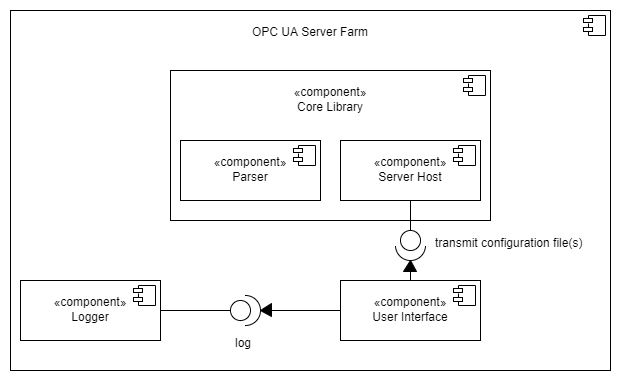 OPC UA Server Farm
«component»
Core Library
«component»
Parser
«component»
Server Host
transmit configuration file(s)
«component»
Logger
log
«component»
User Interface